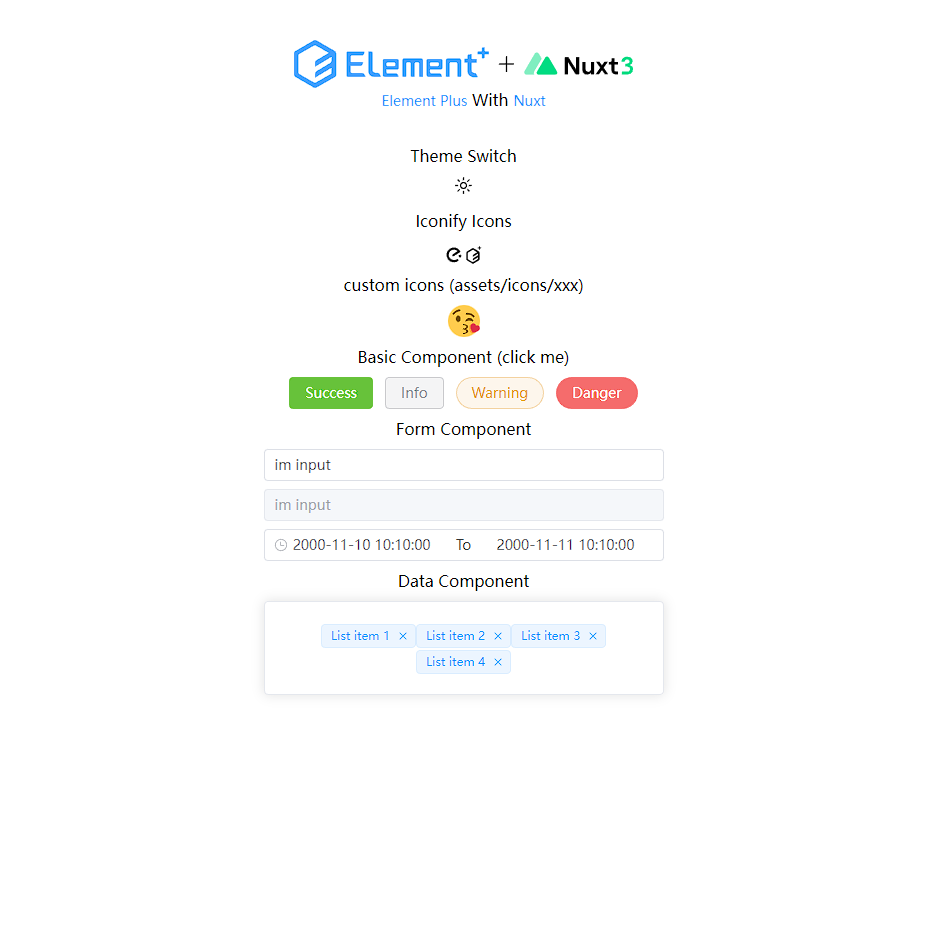 Element+ + Nuxt3
Element Plus With Nuxt
Theme Switch
Iconify Icons
custom icons (assets/icons/xxx)
Basic Component (click me)
Success Info Warning Danger
Form Component
im input
im input
2000-11-10 10:10:00 To 2000-11-11 10:10:00
Data Component
List item 1 × List item 2 × List item 3 ×
List item 4 ×